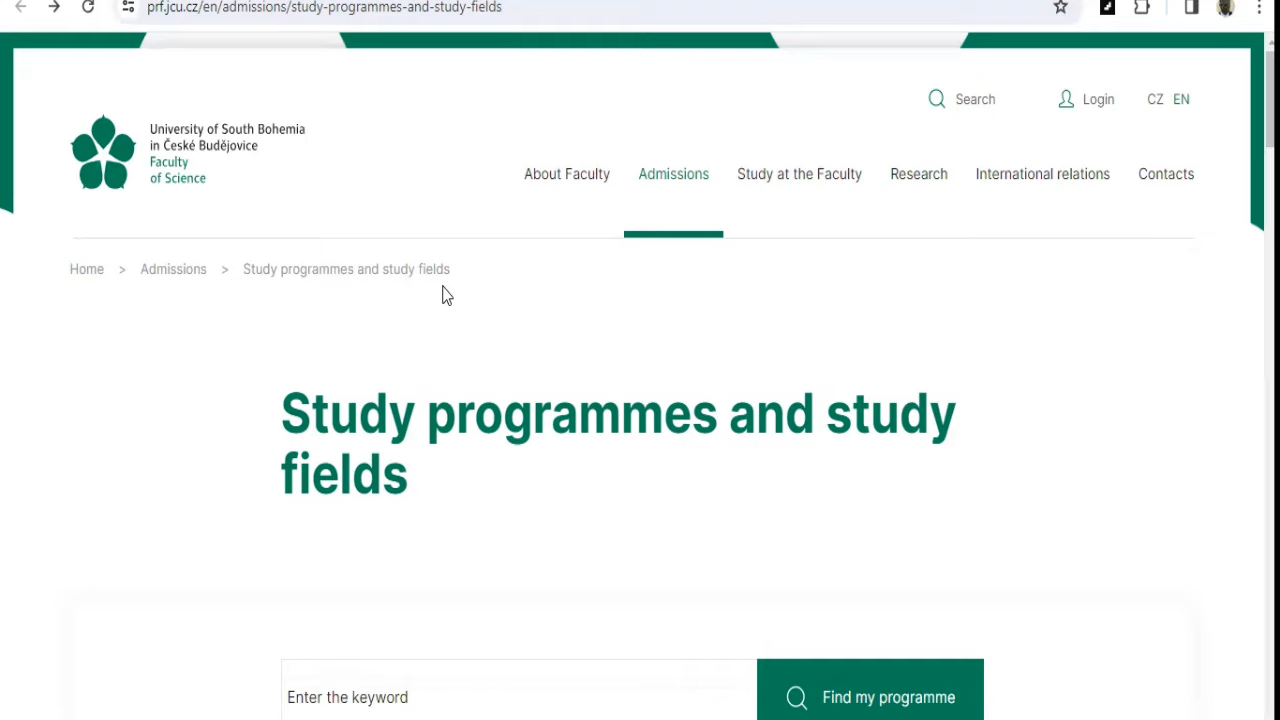 prf.jcu.cz/en/admissions/study-programmes-and-study-fields
Search
Login
CZ EN
University of South Bohemia
in České Budějovice
Faculty
of Science
About Faculty
Admissions
Study at the Faculty
Research
International relations
Contacts
Home > Admissions > Study programmes and study fields
Study programmes and study
fields
Enter the keyword
Find my programme